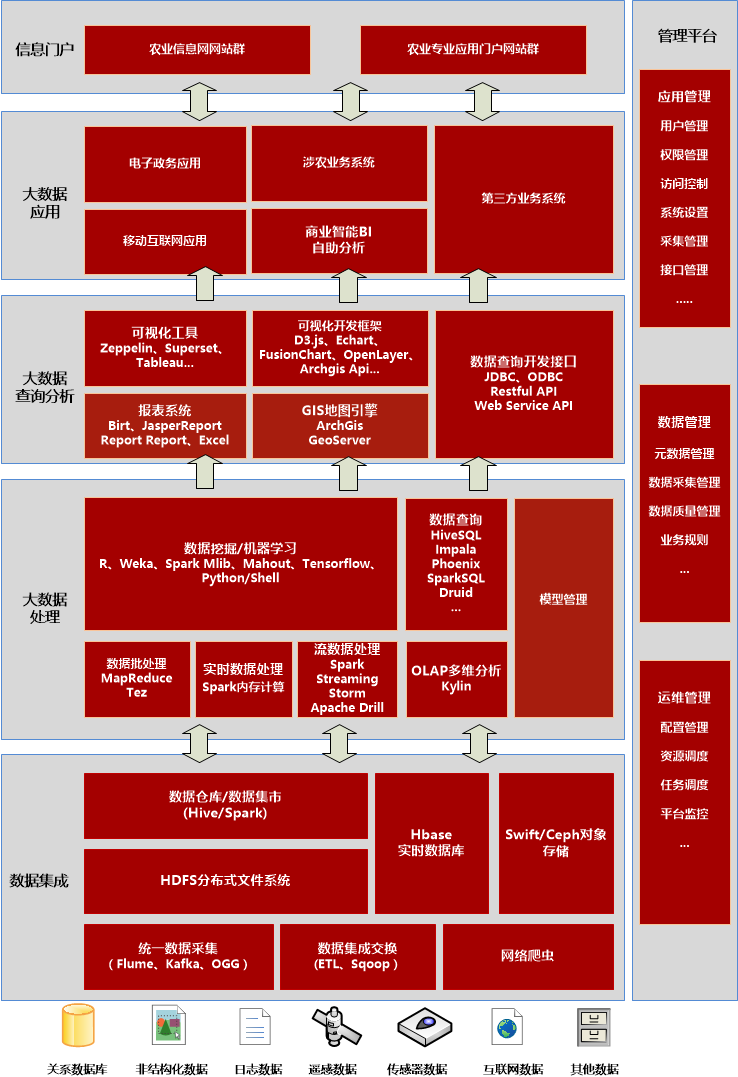 信息门户
农业信息网网站群
农业专业应用门户网站群
大数据
应用
电子政务应用
涉农业务系统
第三方业务系统
移动互联网应用
商业智能BI
自助分析
大数据
查询分析
可视化工具
Zeppelin、Superset、
Tableau...
可视化开发框架
D3.js、Echart、
FusionChart、OpenLayer、
Archgis Api...
数据查询开发接口
JDBC、ODBC
Restful API
Web Service API
报表系统
Birt、JasperReport
Report Report、Excel
GIS地图引擎
ArchGis
GeoServer
大数据
处理
数据挖掘/机器学习
R、Weka、Spark Mlib、Mahout、Tensorflow、
Python/Shell
数据查询
HiveSQL
Impala
Phoenix
SparkSQL
Druid
...
模型管理
数据批处理
MapReduce
Tez
实时数据处理
Spark内存计算
流数据处理
Spark
Streaming
Storm
Apache Drill
OLAP多维分析
Kylin
数据集成
数据仓库/数据集市
(Hive/Spark)
HDFS分布式文件系统
Hbase
实时数据库
Swift/Ceph对象
存储
统一数据采集
（Flume、Kafka、OGG）
数据集成交换
(ETL、Sqoop）
网络爬虫
关系数据库
非结构化数据
日志数据
遥感数据
传感器数据
互联网数据
其他数据
管理平台
应用管理
用户管理
权限管理
访问控制
系统设置
采集管理
接口管理
.....
数据管理
元数据管理
数据采集管理
数据质量管理
业务规则
...
运维管理
配置管理
资源调度
任务调度
平台监控
...